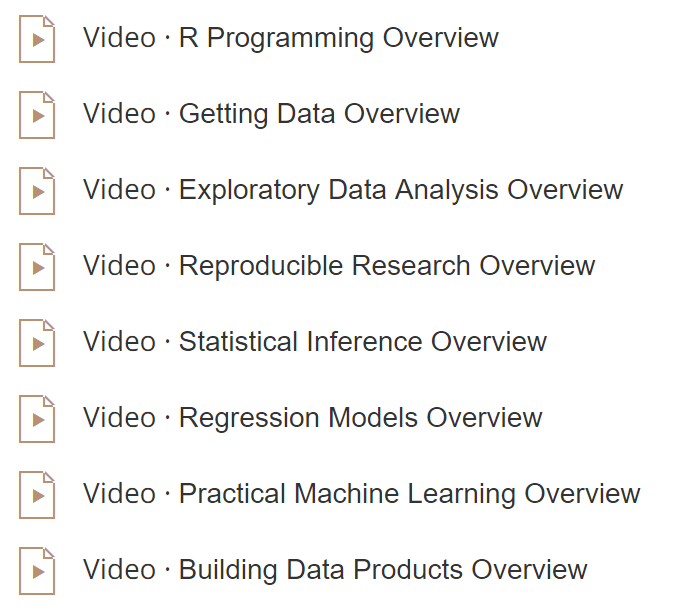 Video · R Programming Overview
Video · Getting Data Overview
Video · Exploratory Data Analysis Overview
Video · Reproducible Research Overview
Video · Statistical Inference Overview
Video · Regression Models Overview
Video · Practical Machine Learning Overview
Video · Building Data Products Overview